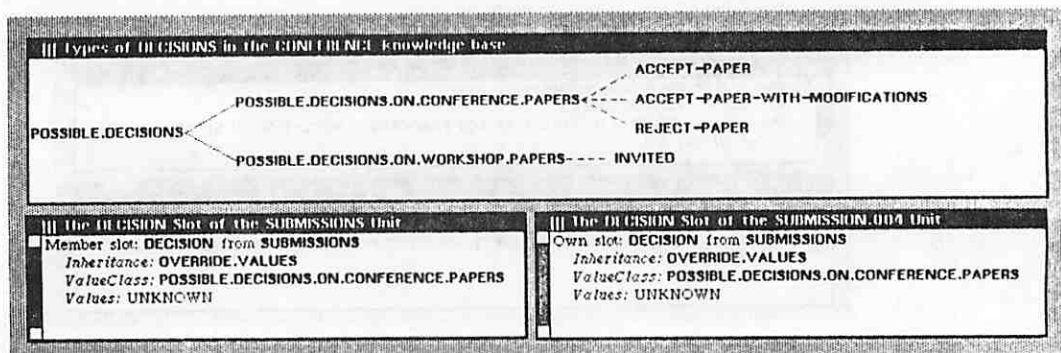 ||| Types of DECISIONS in the CONFERENCE knowledge base
ACCEPT-PAPER
POSSIBLE.DECISIONS.ON.CONFERENCE.PAPERS
ACCEPT-PAPER-WITH-MODIFICATIONS
POSSIBLE.DECISIONS
REJECT-PAPER
POSSIBLE.DECISIONS.ON.WORKSHOP.PAPERS
INVITED
||| The DECISION Slot of the SUBMISSIONS Unit
Member slot: DECISION from SUBMISSIONS
Inheritance: OVERRIDE.VALUES
ValueClass: POSSIBLE.DECISIONS.ON.CONFERENCE.PAPERS
Values: UNKNOWN
||| The DECISION Slot of the SUBMISSION.004 Unit
Own slot: DECISION from SUBMISSIONS
Inheritance: OVERRIDE.VALUES
ValueClass: POSSIBLE.DECISIONS.ON.CONFERENCE.PAPERS
Values: UNKNOWN